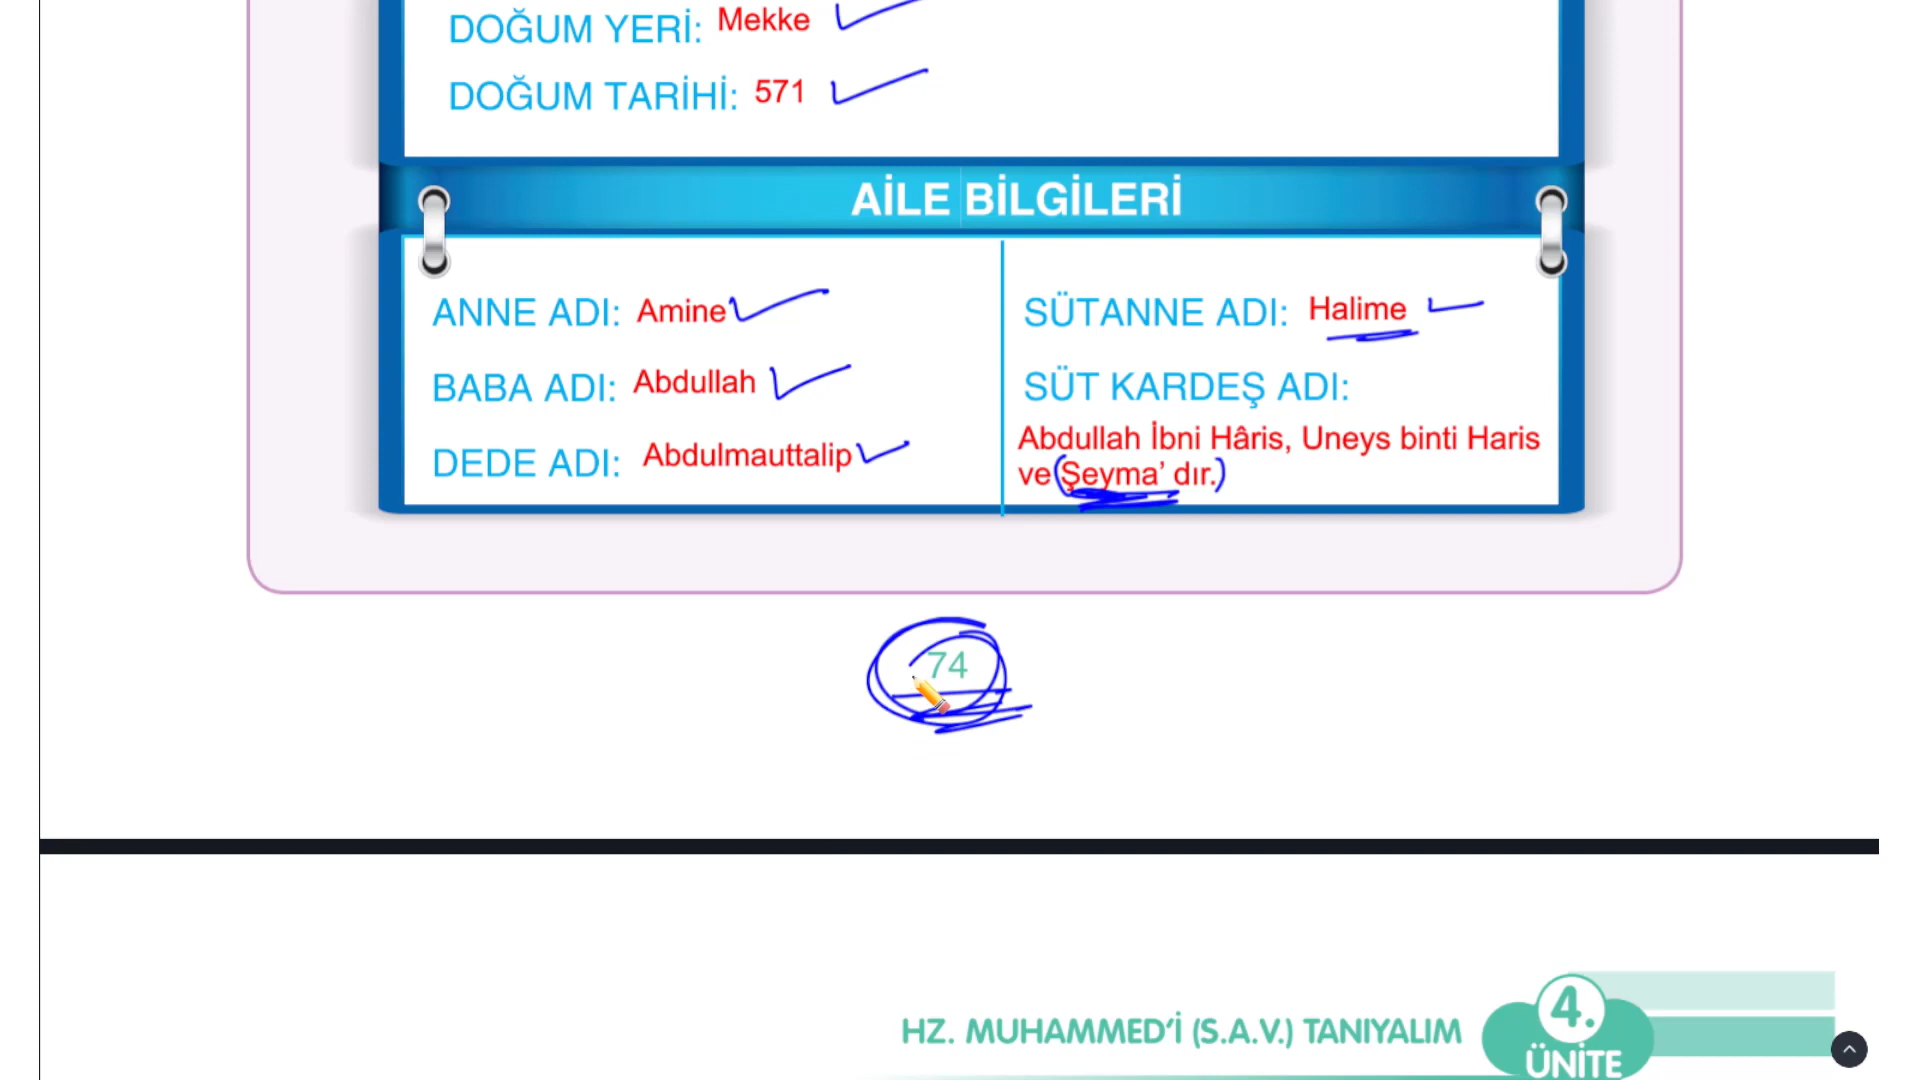 DOĞUM YERİ: Mekke
DOĞUM TARİHİ: 571
AİLE BİLGİLERİ
ANNE ADI: Amine
BABA ADI: Abdullah
DEDE ADI: Abdulmauttalip
SÜTANNE ADI: Halime
SÜT KARDEŞ ADI:
Abdullah İbni Hâris, Uneys binti Haris
ve (Şeyma' dır.)
74
HZ. MUHAMMED'İ (S.A.V.) TANIYALIM
4.
ÜNİTE